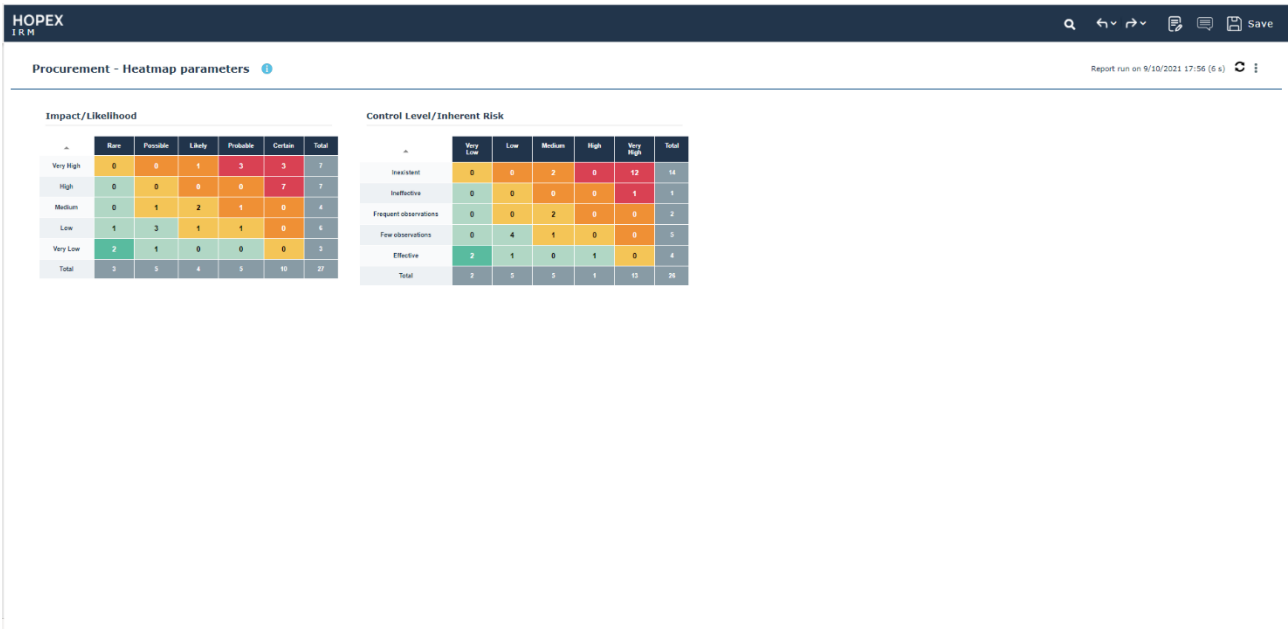 HOPEX
IRM
Save
Procurement - Heatmap parameters
Report run on 9/10/2021 17:56 (6 s)
Impact/Likelihood
Rare Possible Likely Probable Certain Total
Very High 0 0 1 3 3 7
High 0 0 0 0 7 7
Medium 0 1 2 1 0 4
Low 1 3 1 1 0 6
Very Low 2 1 0 0 0 3
Total 3 5 4 5 10 27
Control Level/Inherent Risk
Very Low Low Medium High Very High Total
Inexistent 0 0 2 0 12 14
Ineffective 0 0 0 0 1 1
Frequent observations 0 0 2 0 0 2
Few observations 0 4 1 0 0 5
Effective 2 1 0 1 0 4
Total 2 5 5 1 13 26